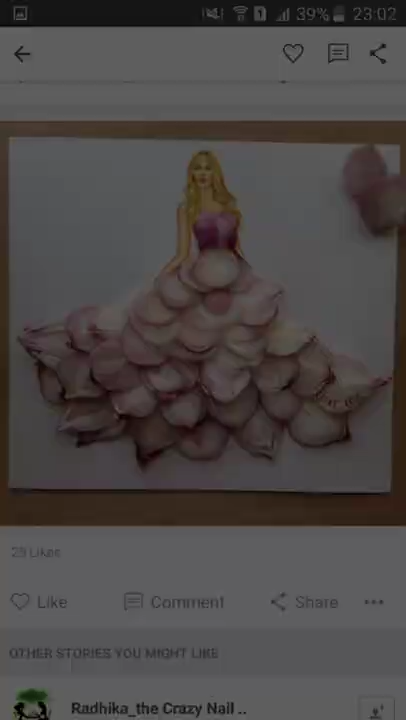 39% 23:02
23 Likes
Like Comment Share
OTHER STORIES YOU MIGHT LIKE
Radhika_the Crazy Nail ..